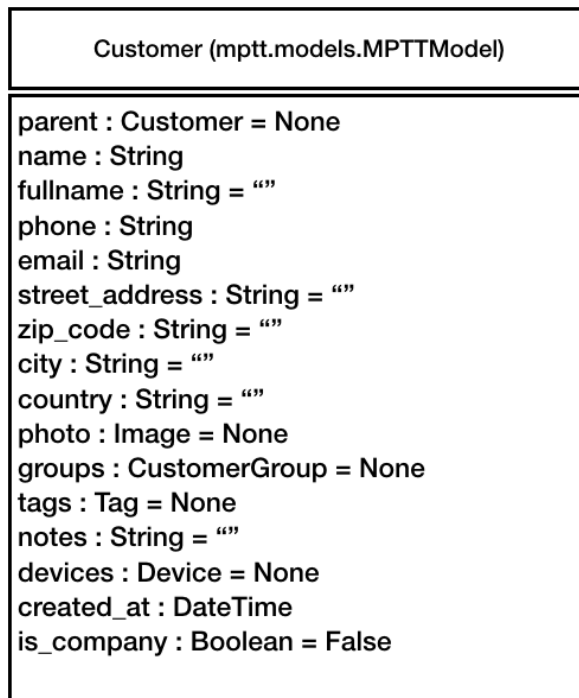 Customer (mptt.models.MPTTModel)
parent : Customer = None
name : String
fullname : String = “”
phone : String
email : String
street_address : String = “”
zip_code : String = “”
city : String = “”
country : String = “”
photo : Image = None
groups : CustomerGroup = None
tags : Tag = None
notes : String = “”
devices : Device = None
created_at : DateTime
is_company : Boolean = False